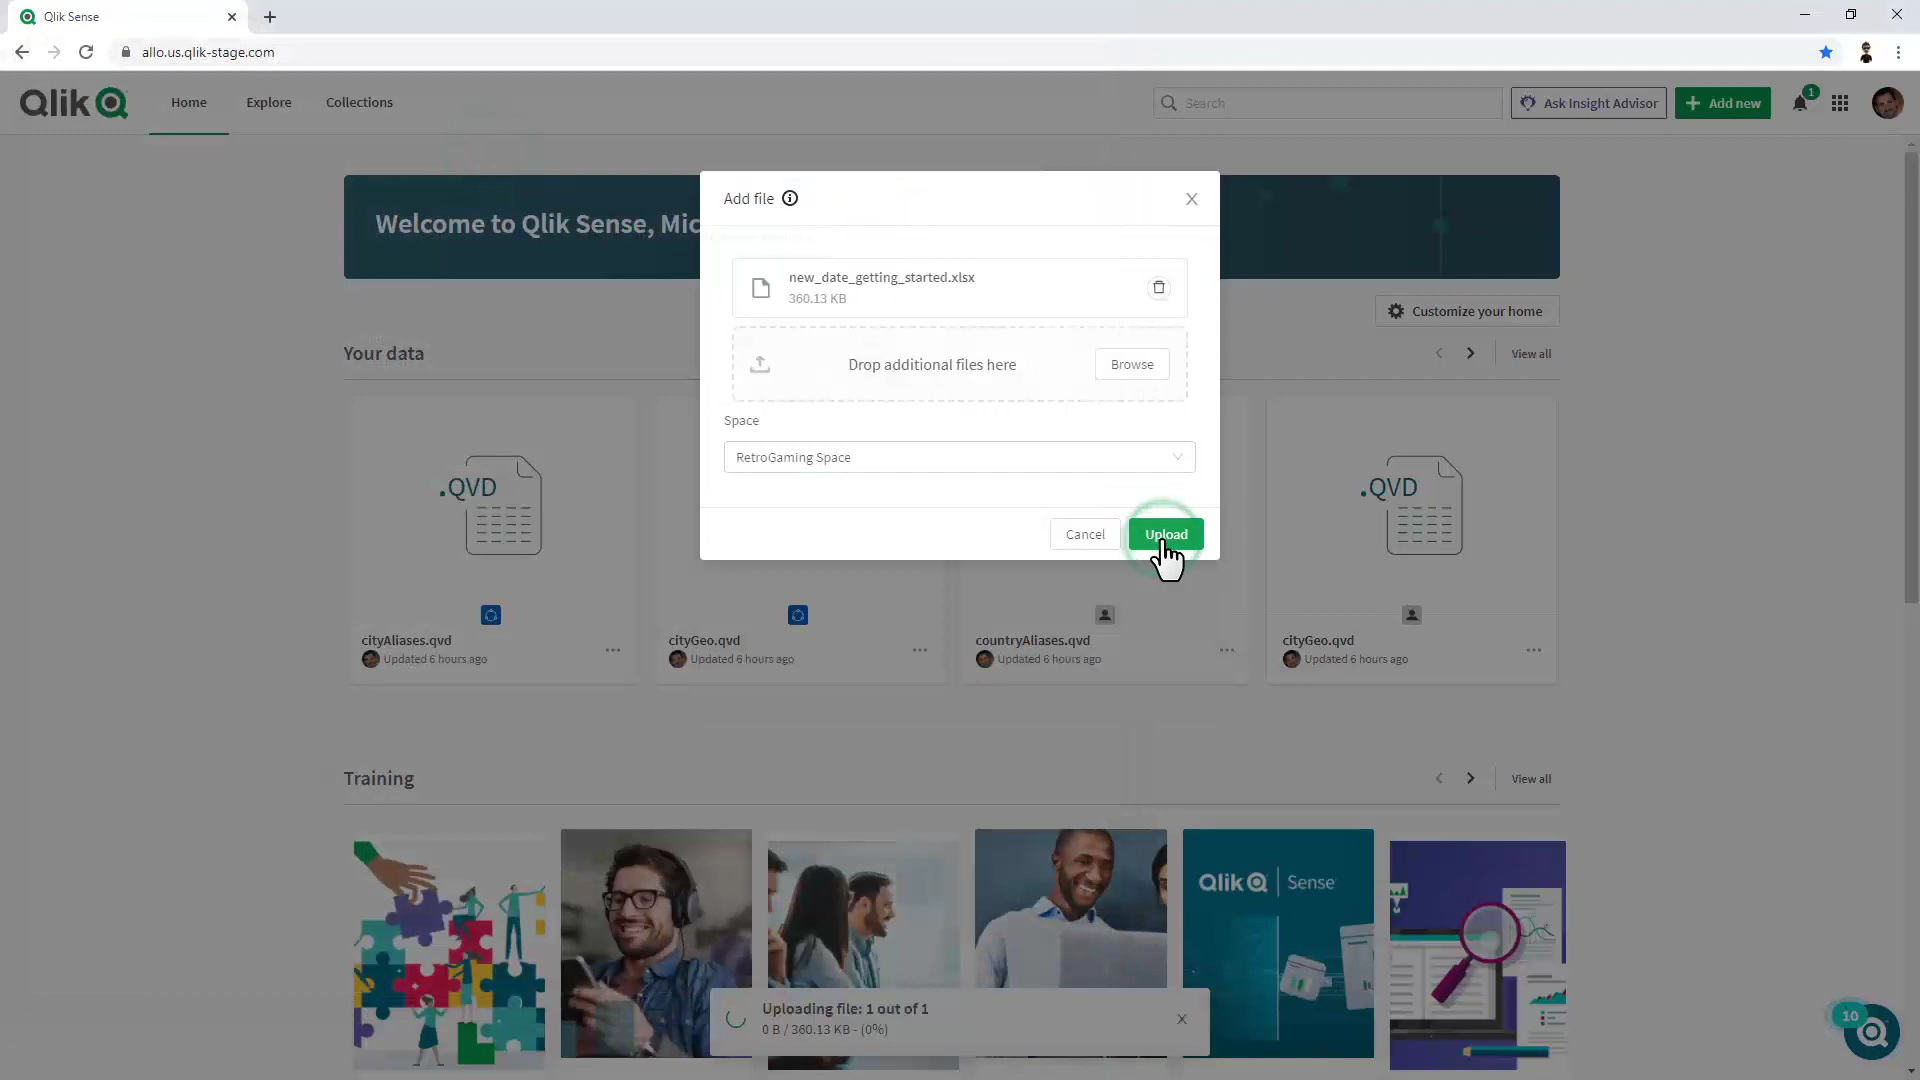 Qlik Sense
allo.us.qlik-stage.com
Qlik
Home
Explore
Collections
Search
Ask Insight Advisor
Add new
1
Add file
Welcome to Qlik Sense, Mic
new_date_getting_started.xlsx
360.13 KB
Customize your home
Drop additional files here
Browse
Your data
View all
Space
RetroGaming Space
Cancel
Upload
.QVD
.QVD
cityAliases.qvd
Updated 6 hours ago
cityGeo.qvd
Updated 6 hours ago
countryAliases.qvd
Updated 6 hours ago
cityGeo.qvd
Updated 6 hours ago
Training
View all
Qlik Sense
Uploading file: 1 out of 1
0 B / 360.13 KB - (0%)
10